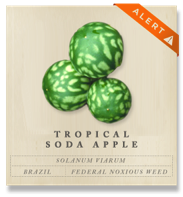 ALERT
TROPICAL
SODA APPLE
SOLANUM VIARUM
BRAZIL FEDERAL NOXIOUS WEED